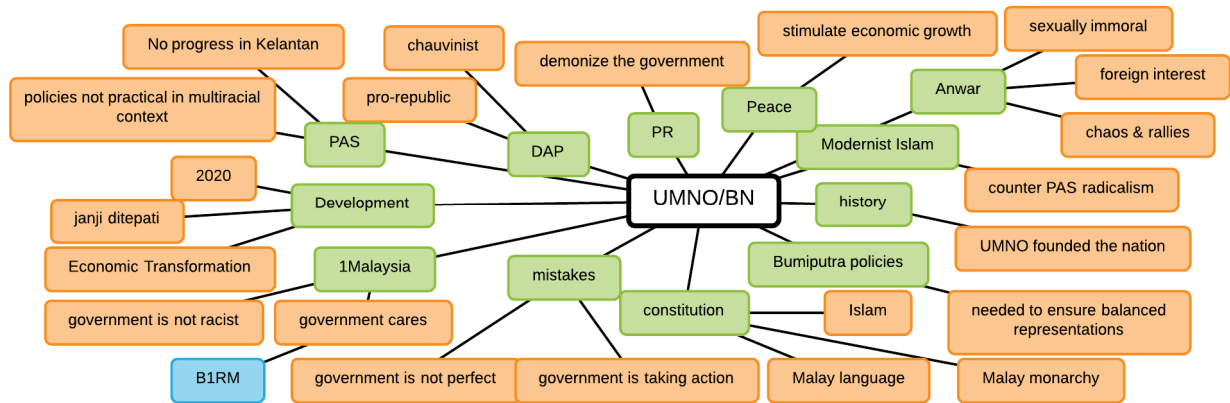 No progress in Kelantan
chauvinist
stimulate economic growth
sexually immoral
demonize the government
foreign interest
policies not practical in multiracial
context
pro-republic
Peace
Anwar
PR
chaos & rallies
PAS
DAP
Modernist Islam
2020
counter PAS radicalism
Development
UMNO/BN
history
janji ditepati
UMNO founded the nation
Economic Transformation
1Malaysia
mistakes
Bumiputra policies
government is not racist
government cares
constitution
Islam
needed to ensure balanced
representations
B1RM
government is not perfect
government is taking action
Malay language
Malay monarchy